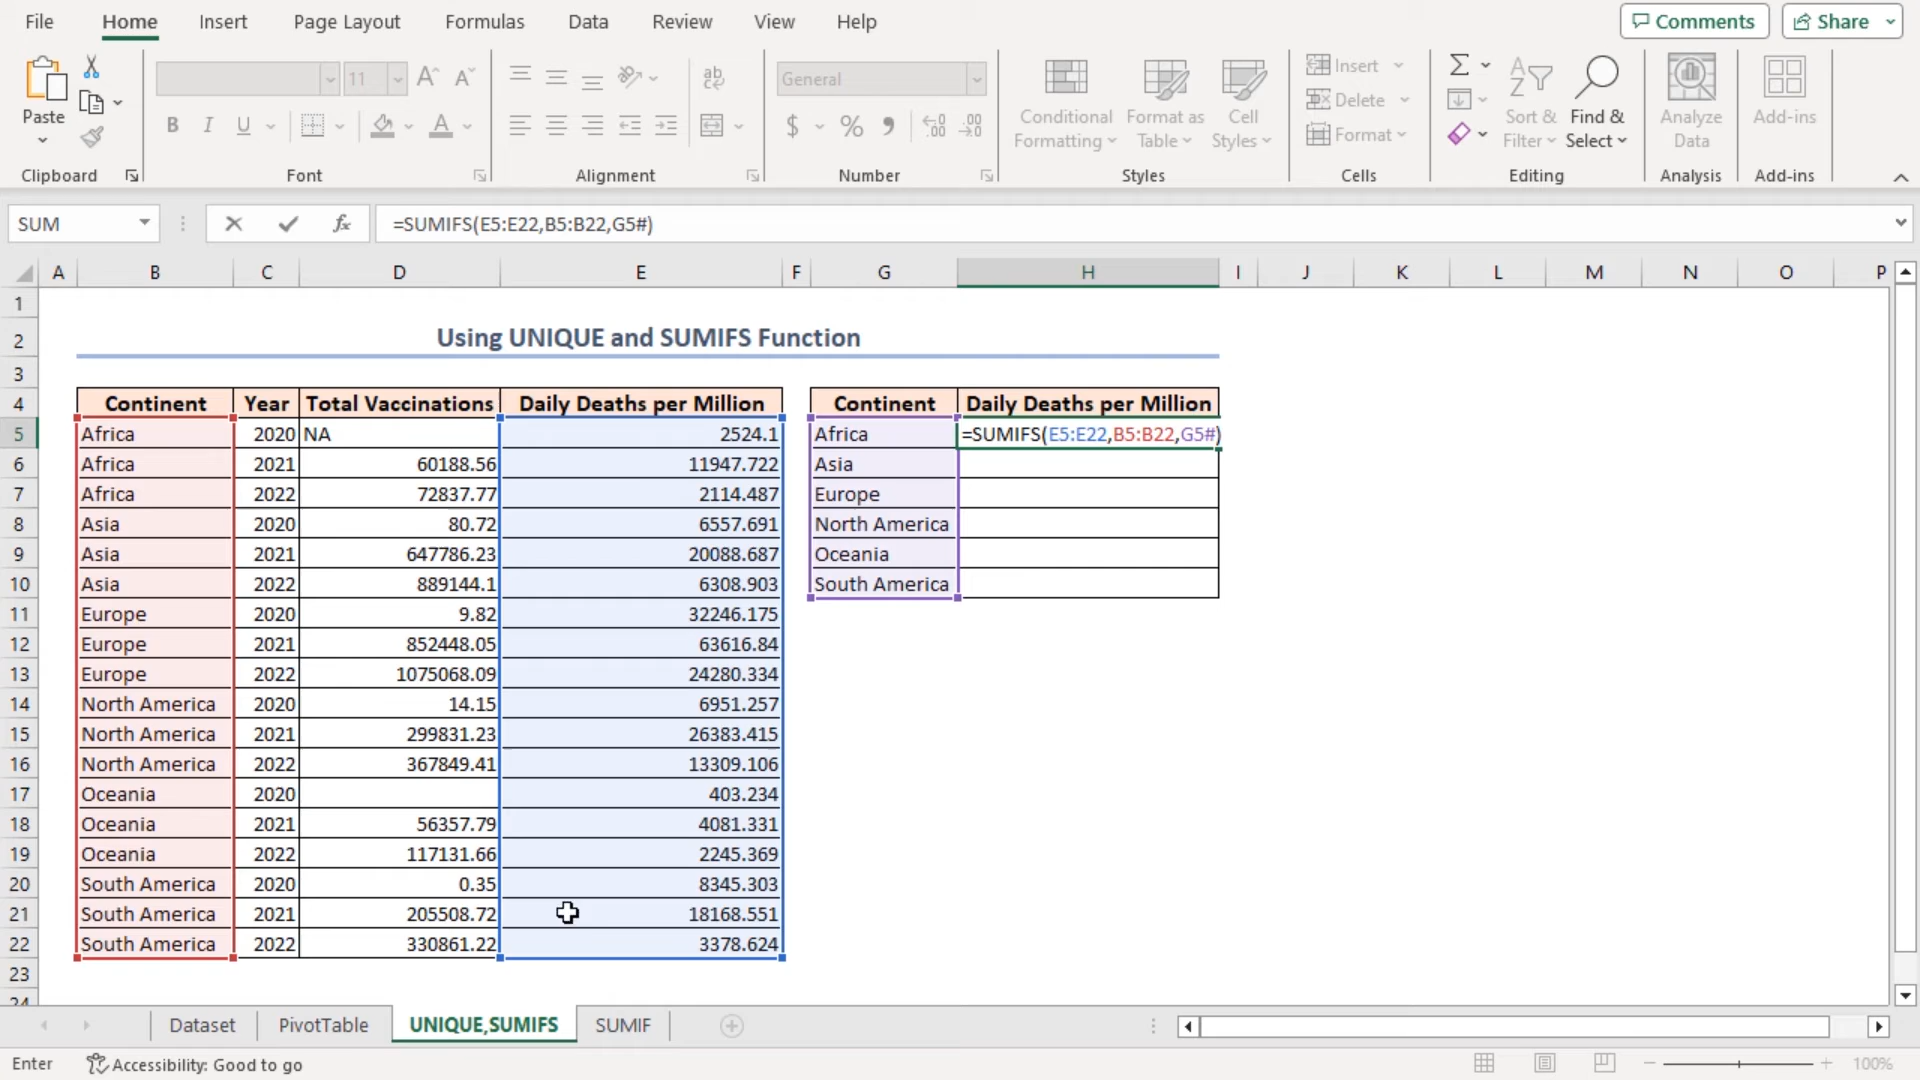 File Home Insert Page Layout Formulas Data Review View Help Comments Share
11 A A ab General Insert Sort & Find &
Paste Conditional Format as Cell Delete Analyze Add-ins
B I U A $ % 9 Formatting Table Styles Format Filter Select Data
Clipboard Font Alignment Number Styles Cells Editing Analysis Add-ins
SUM fx =SUMIFS(E5:E22,B5:B22,G5#)
A B C D E F G H I J K L M N O P
1
2 Using UNIQUE and SUMIFS Function
3
4 Continent Year Total Vaccinations Daily Deaths per Million Continent Daily Deaths per Million
5 Africa 2020 NA 2524.1 Africa =SUMIFS(E5:E22,B5:B22,G5#)
6 Africa 2021 60188.56 11947.722 Asia
7 Africa 2022 72837.77 2114.487 Europe
8 Asia 2020 80.72 6557.691 North America
9 Asia 2021 647786.23 20088.687 Oceania
10 Asia 2022 889144.1 6308.903 South America
11 Europe 2020 9.82 32246.175
12 Europe 2021 852448.05 63616.84
13 Europe 2022 1075068.09 24280.334
14 North America 2020 14.15 6951.257
15 North America 2021 299831.23 26383.415
16 North America 2022 367849.41 13309.106
17 Oceania 2020 403.234
18 Oceania 2021 56357.79 4081.331
19 Oceania 2022 117131.66 2245.369
20 South America 2020 0.35 8345.303
21 South America 2021 205508.72 18168.551
22 South America 2022 330861.22 3378.624
23
24
Dataset PivotTable UNIQUE,SUMIFS SUMIF
Enter Accessibility: Good to go 100%